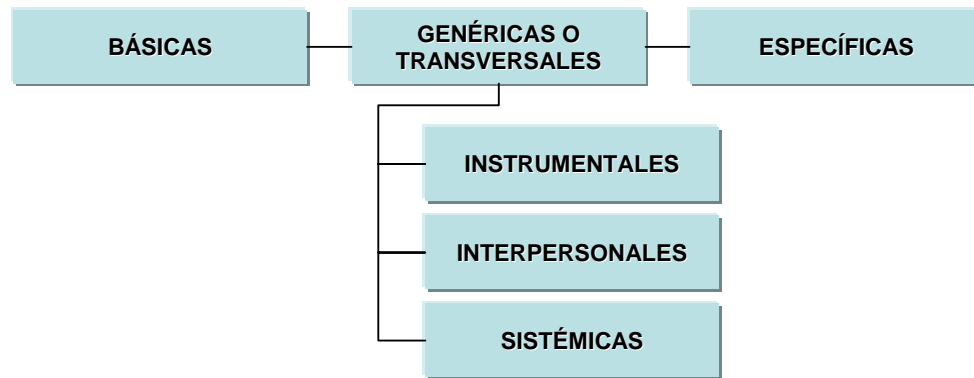 BÁSICAS
GENÉRICAS O
TRANSVERSALES
ESPECÍFICAS
INSTRUMENTALES
INTERPERSONALES
SISTÉMICAS